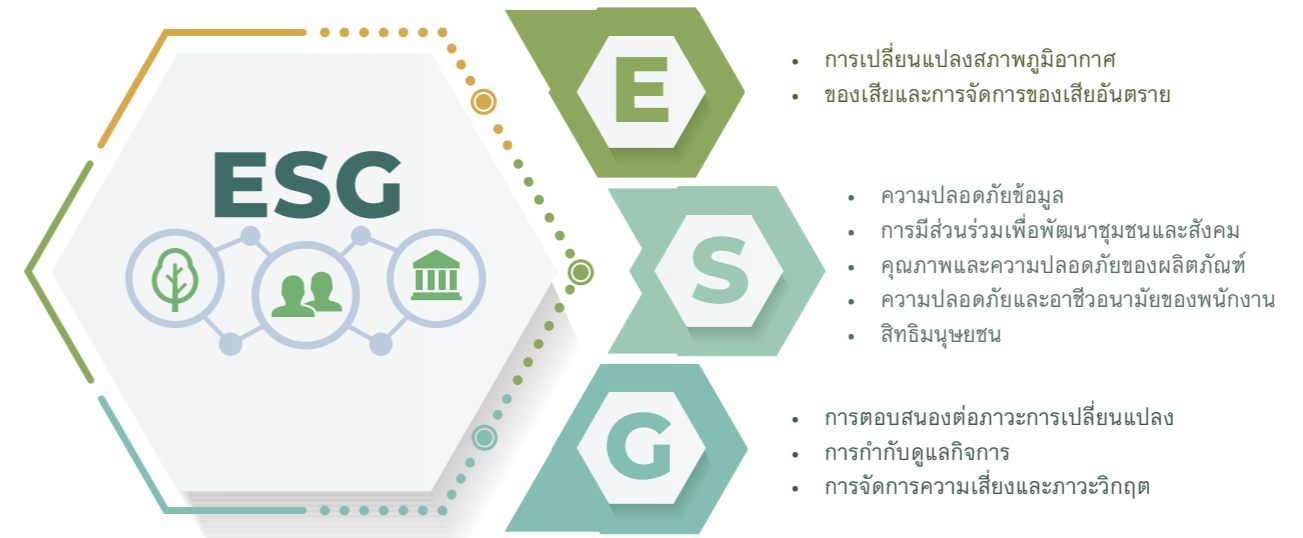 ESG
E
• การเปลี่ยนแปลงสภาพภูมิอากาศ
• ของเสียและการจัดการของเสียอันตราย
S
• ความปลอดภัยข้อมูล
• การมีส่วนร่วมเพื่อพัฒนาชุมชนและสังคม
• คุณภาพและความปลอดภัยของผลิตภัณฑ์
• ความปลอดภัยและอาชีวอนามัยของพนักงาน
• สิทธิมนุษยชน
G
• การตอบสนองต่อภาวะการเปลี่ยนแปลง
• การกำกับดูแลกิจการ
• การจัดการความเสี่ยงและภาวะวิกฤต